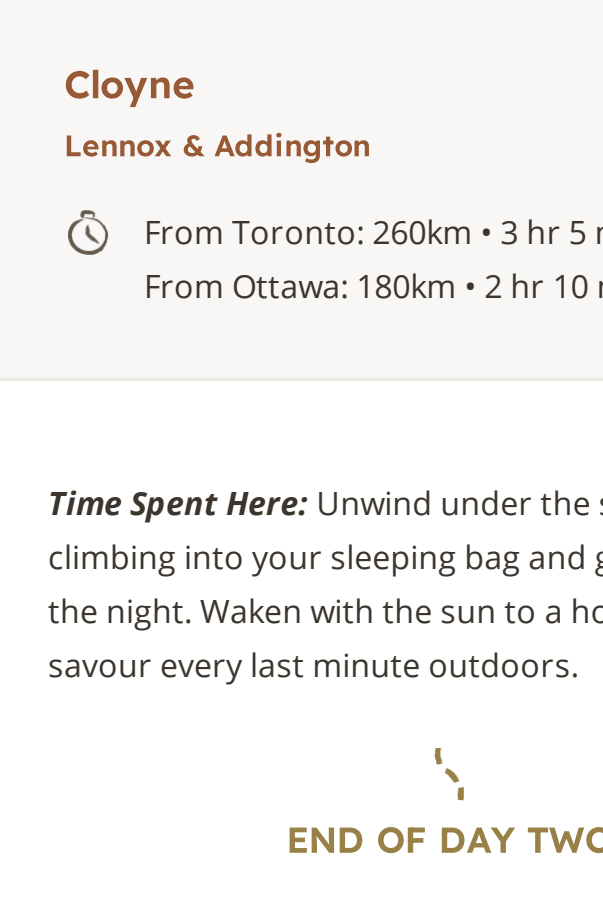 Cloyne
Lennox & Addington
From Toronto: 260km • 3 hr 5
From Ottawa: 180km • 2 hr 10
Time Spent Here: Unwind under the
climbing into your sleeping bag and
the night. Waken with the sun to a
savour every last minute outdoors.
END OF DAY TWO